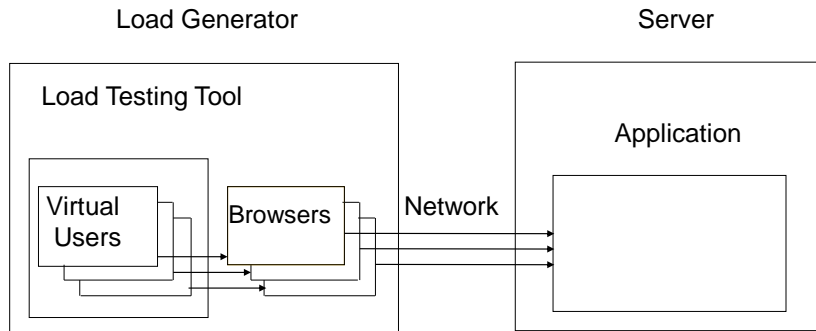 Load Generator
Server
Load Testing Tool
Application
Virtual
Users
Browsers
Network